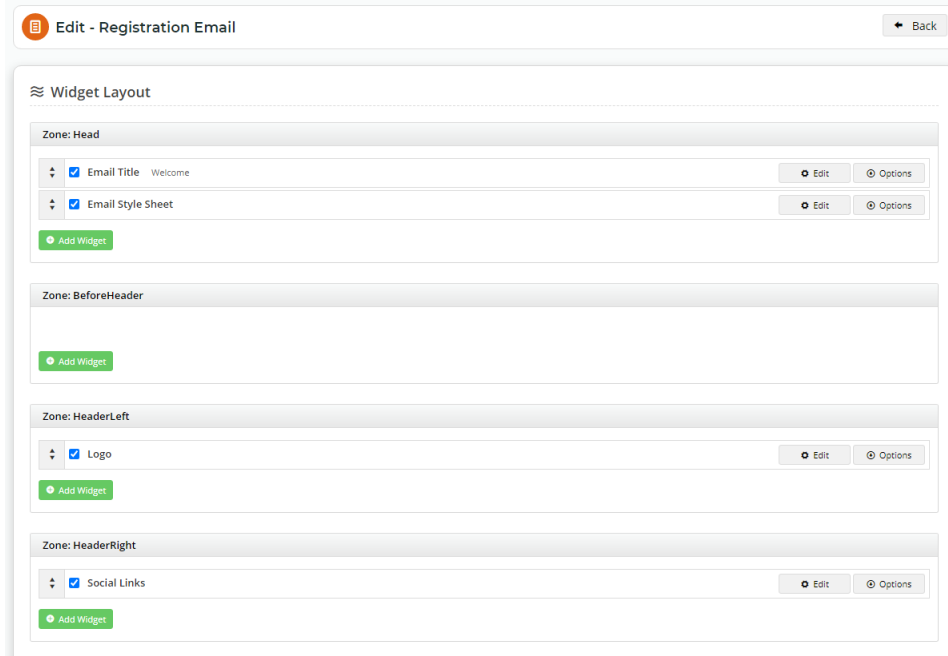 Edit - Registration Email
Back
Widget Layout
Zone: Head
Email Title Welcome Edit Options
Email Style Sheet Edit Options
Add Widget
Zone: BeforeHeader
Add Widget
Zone: HeaderLeft
Logo Edit Options
Add Widget
Zone: HeaderRight
Social Links Edit Options
Add Widget